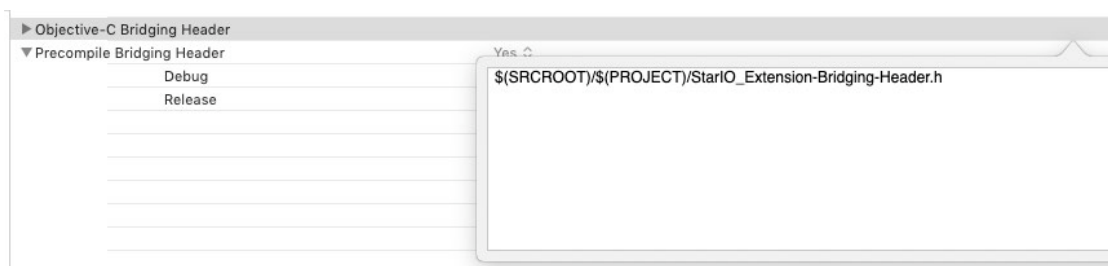 Objective-C Bridging Header
Precompile Bridging Header Yes
Debug
Release
$(SRCROOT)/$(PROJECT)/StarIO_Extension-Bridging-Header.h